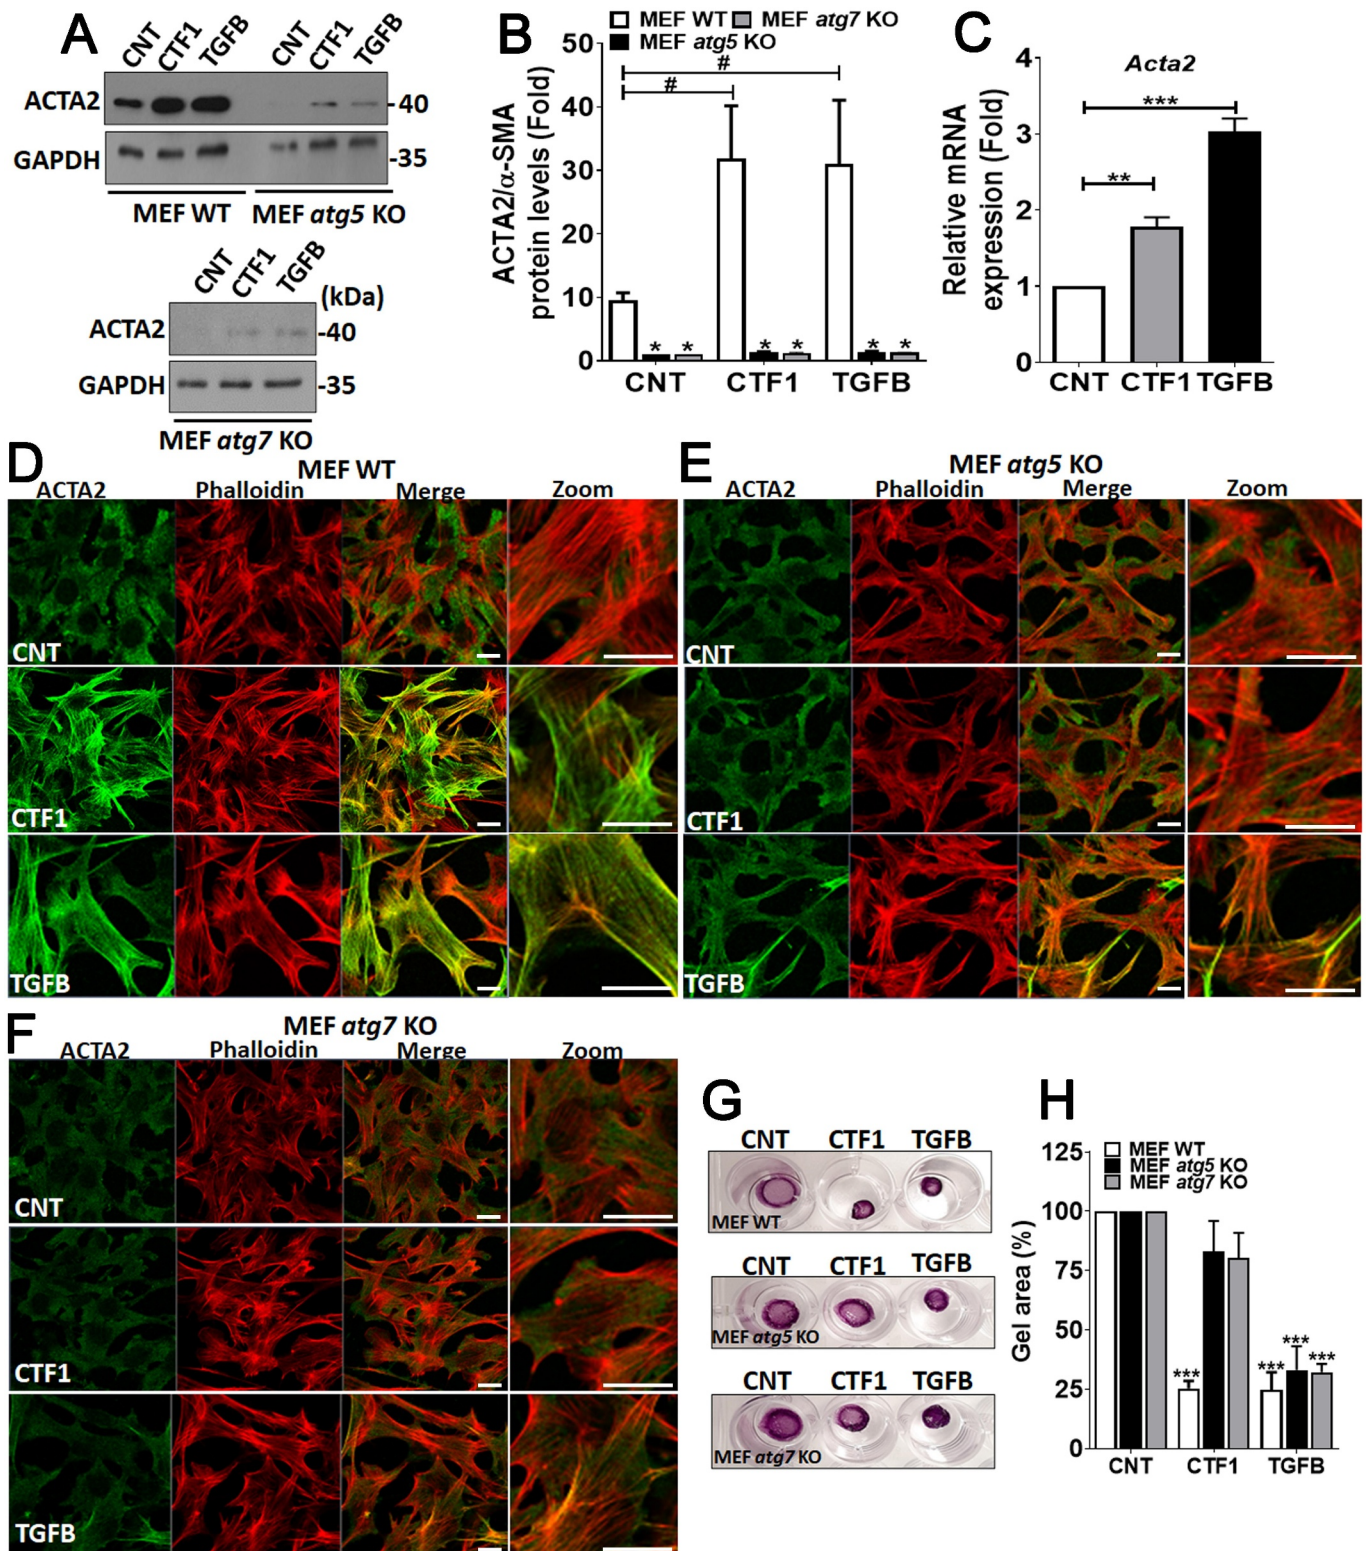 A
CNT CTF1 TGFB CNT CTF1 TGFB
ACTA2 -40
GAPDH -35
MEF WT MEF atg5 KO
CNT CTF1 TGFB
(kDa)
ACTA2 -40
GAPDH -35
MEF atg7 KO
B
MEF WT MEF atg7 KO
MEF atg5 KO
ACTA2/α-SMA
protein levels (Fold)
50
40
30
20
10
0
# #
* * * * * *
CNT CTF1 TGFB
C
Acta2
Relative mRNA
expression (Fold)
4
3
2
1
0
***
**
CNT CTF1 TGFB
D
MEF WT
ACTA2 Phalloidin Merge Zoom
CNT
CTF1
TGFB
E
MEF atg5 KO
ACTA2 Phalloidin Merge Zoom
CNT
CTF1
TGFB
F
MEF atg7 KO
ACTA2 Phalloidin Merge Zoom
CNT
CTF1
TGFB
G
CNT CTF1 TGFB
MEF WT
CNT CTF1 TGFB
MEF atg5 KO
CNT CTF1 TGFB
MEF atg7 KO
H
MEF WT
MEF atg5 KO
MEF atg7 KO
Gel area (%)
125
100
75
50
25
0
*** *** *** ***
CNT CTF1 TGFB